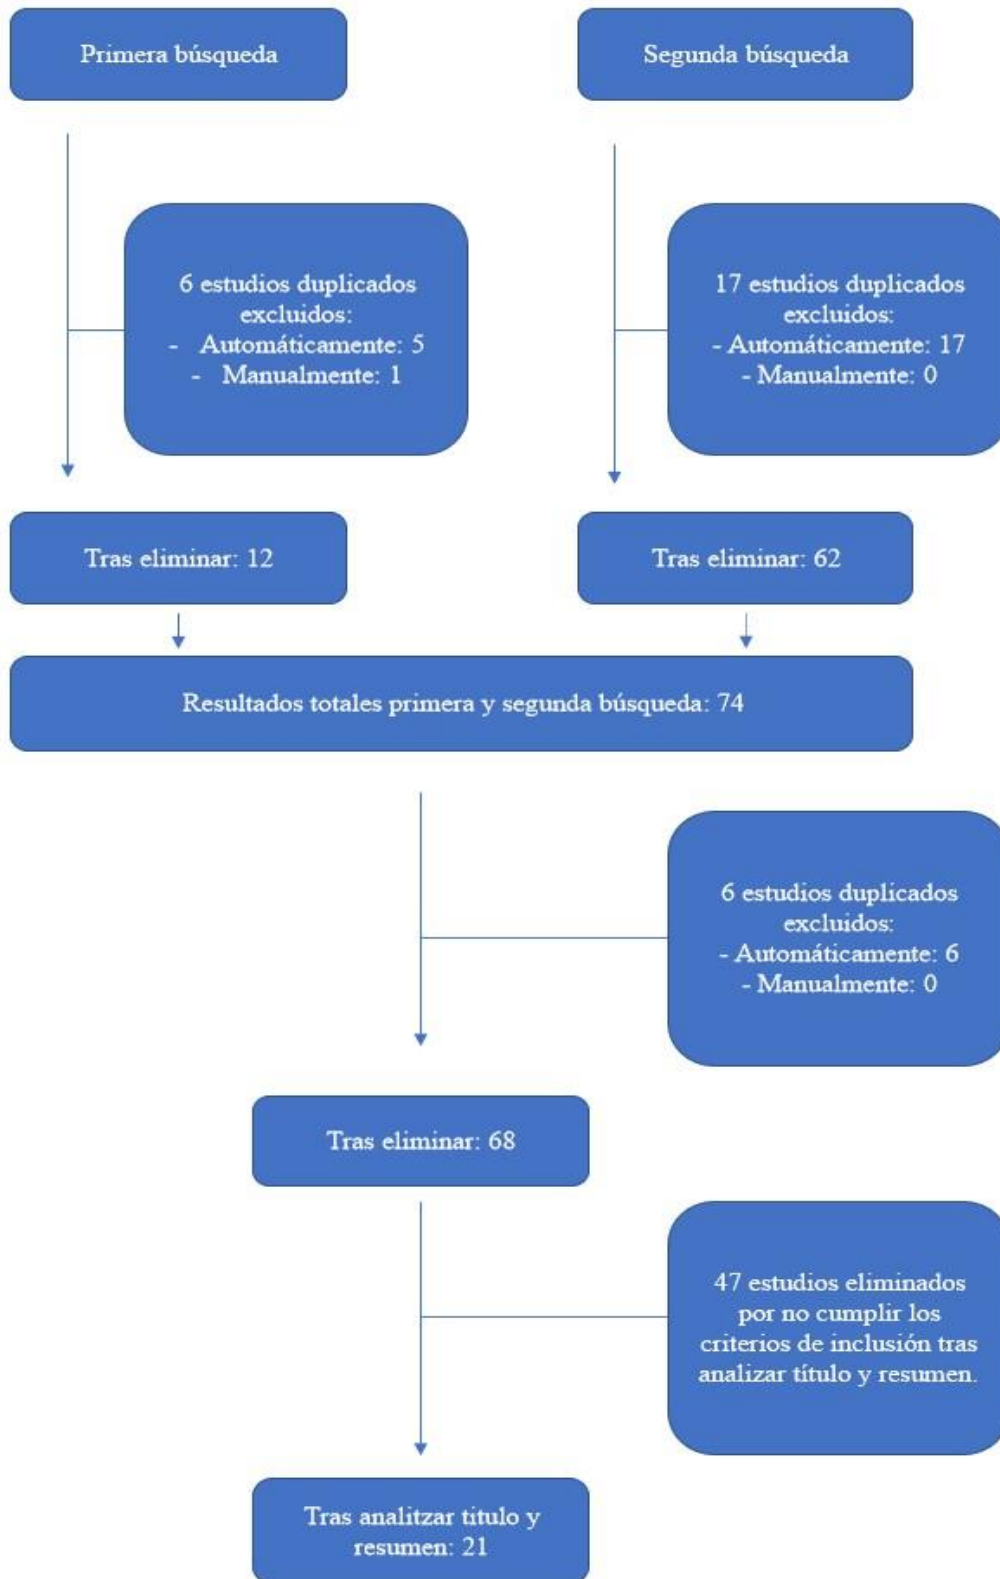 Primera búsqueda
Segunda búsqueda
6 estudios duplicados
excluidos:
- Automáticamente: 5
- Manualmente: 1
17 estudios duplicados
excluidos:
- Automáticamente: 17
- Manualmente: 0
Tras eliminar: 12
Tras eliminar: 62
Resultados totales primera y segunda búsqueda: 74
6 estudios duplicados
excluidos:
- Automáticamente: 6
- Manualmente: 0
Tras eliminar: 68
47 estudios eliminados
por no cumplir los
criterios de inclusión tras
analizar título y resumen.
Tras analitzar titulo y
resumen: 21